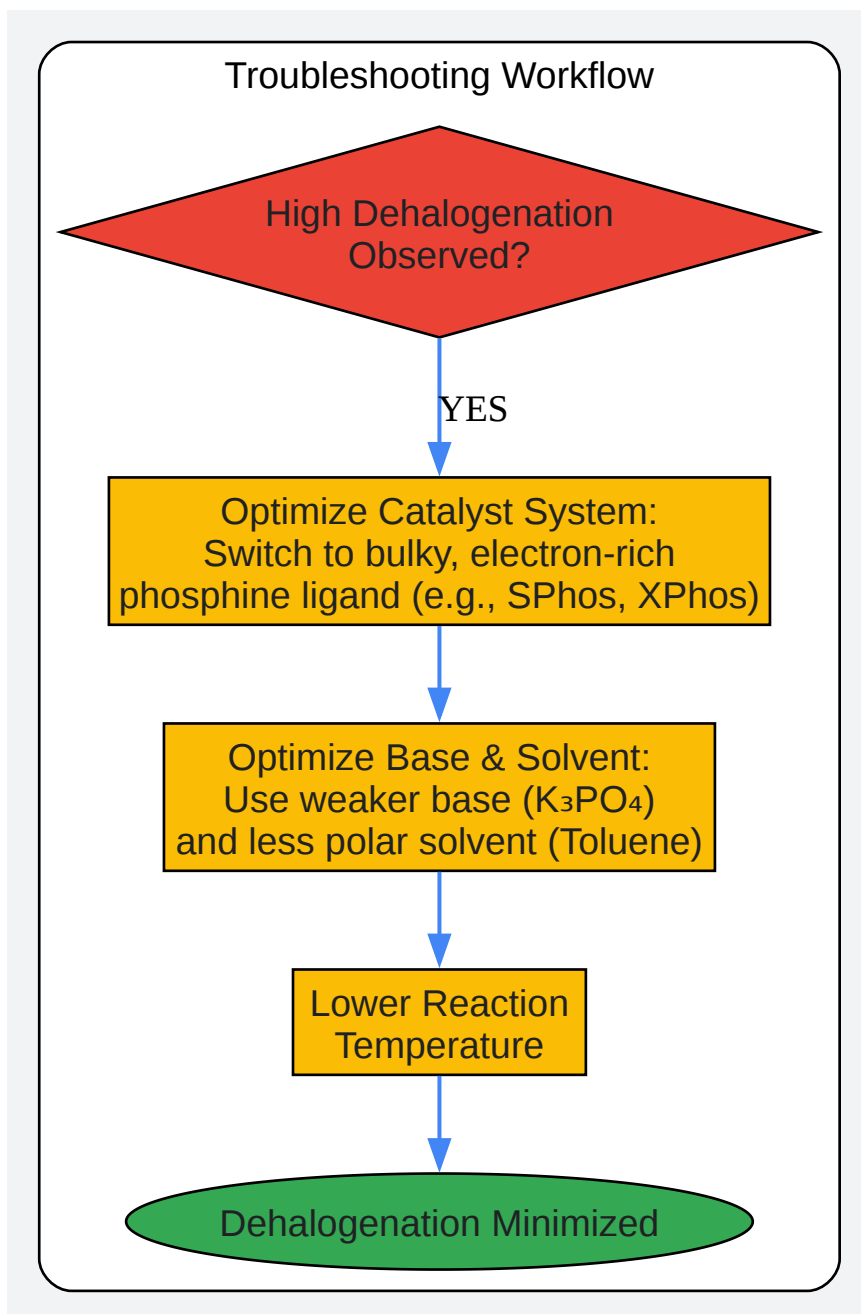 Troubleshooting Workflow
High Dehalogenation
Observed?
YES
Optimize Catalyst System:
Switch to bulky, electron-rich
phosphine ligand (e.g., SPhos, XPhos)
Optimize Base & Solvent:
Use weaker base (K₃PO₄)
and less polar solvent (Toluene)
Lower Reaction
Temperature
Dehalogenation Minimized